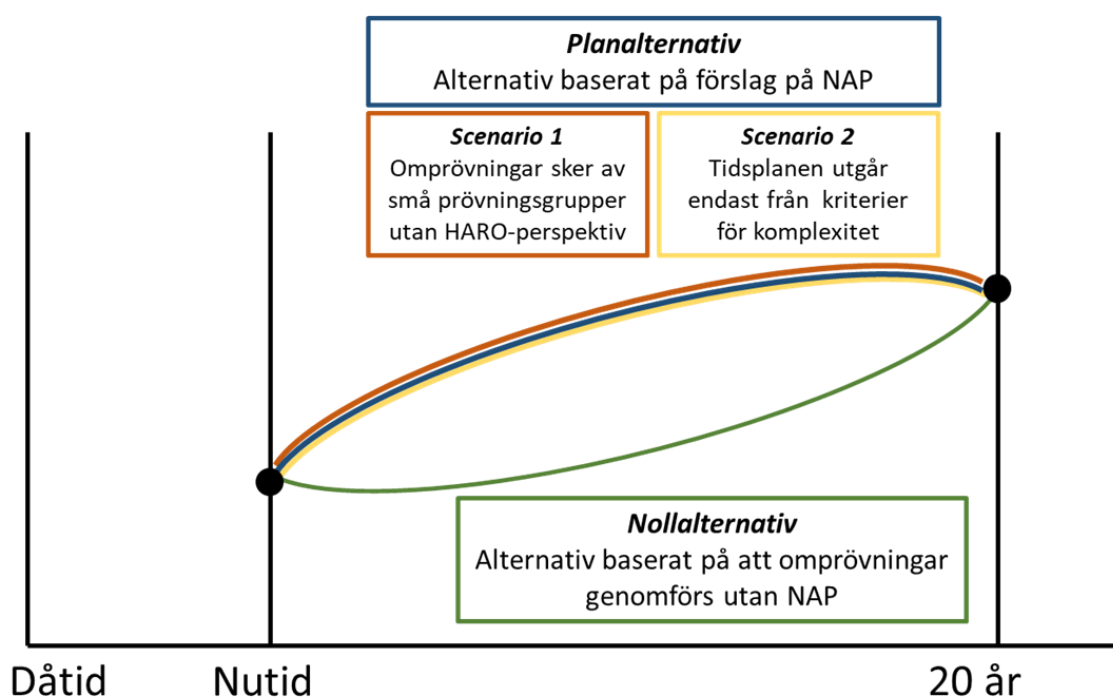 Planalternativ
Alternativ baserat på förslag på NAP
Scenario 1
Omprövningar sker av
små prövningsgrupper
utan HARO-perspektiv
Scenario 2
Tidsplanen utgår
endast från kriterier
för komplexitet
Nollalternativ
Alternativ baserat på att omprövningar
genomförs utan NAP
Dåtid
Nutid
20 år